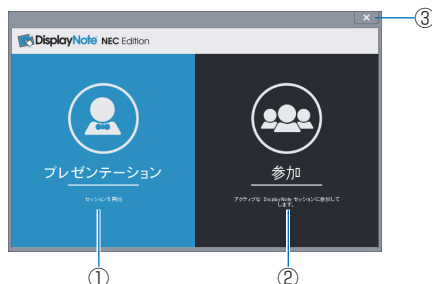 ×
③
DisplayNote NEC Edition
プレゼンテーション
セッションを開始
参加
アクティブな DisplayNote セッションに参加して
します。
①
②